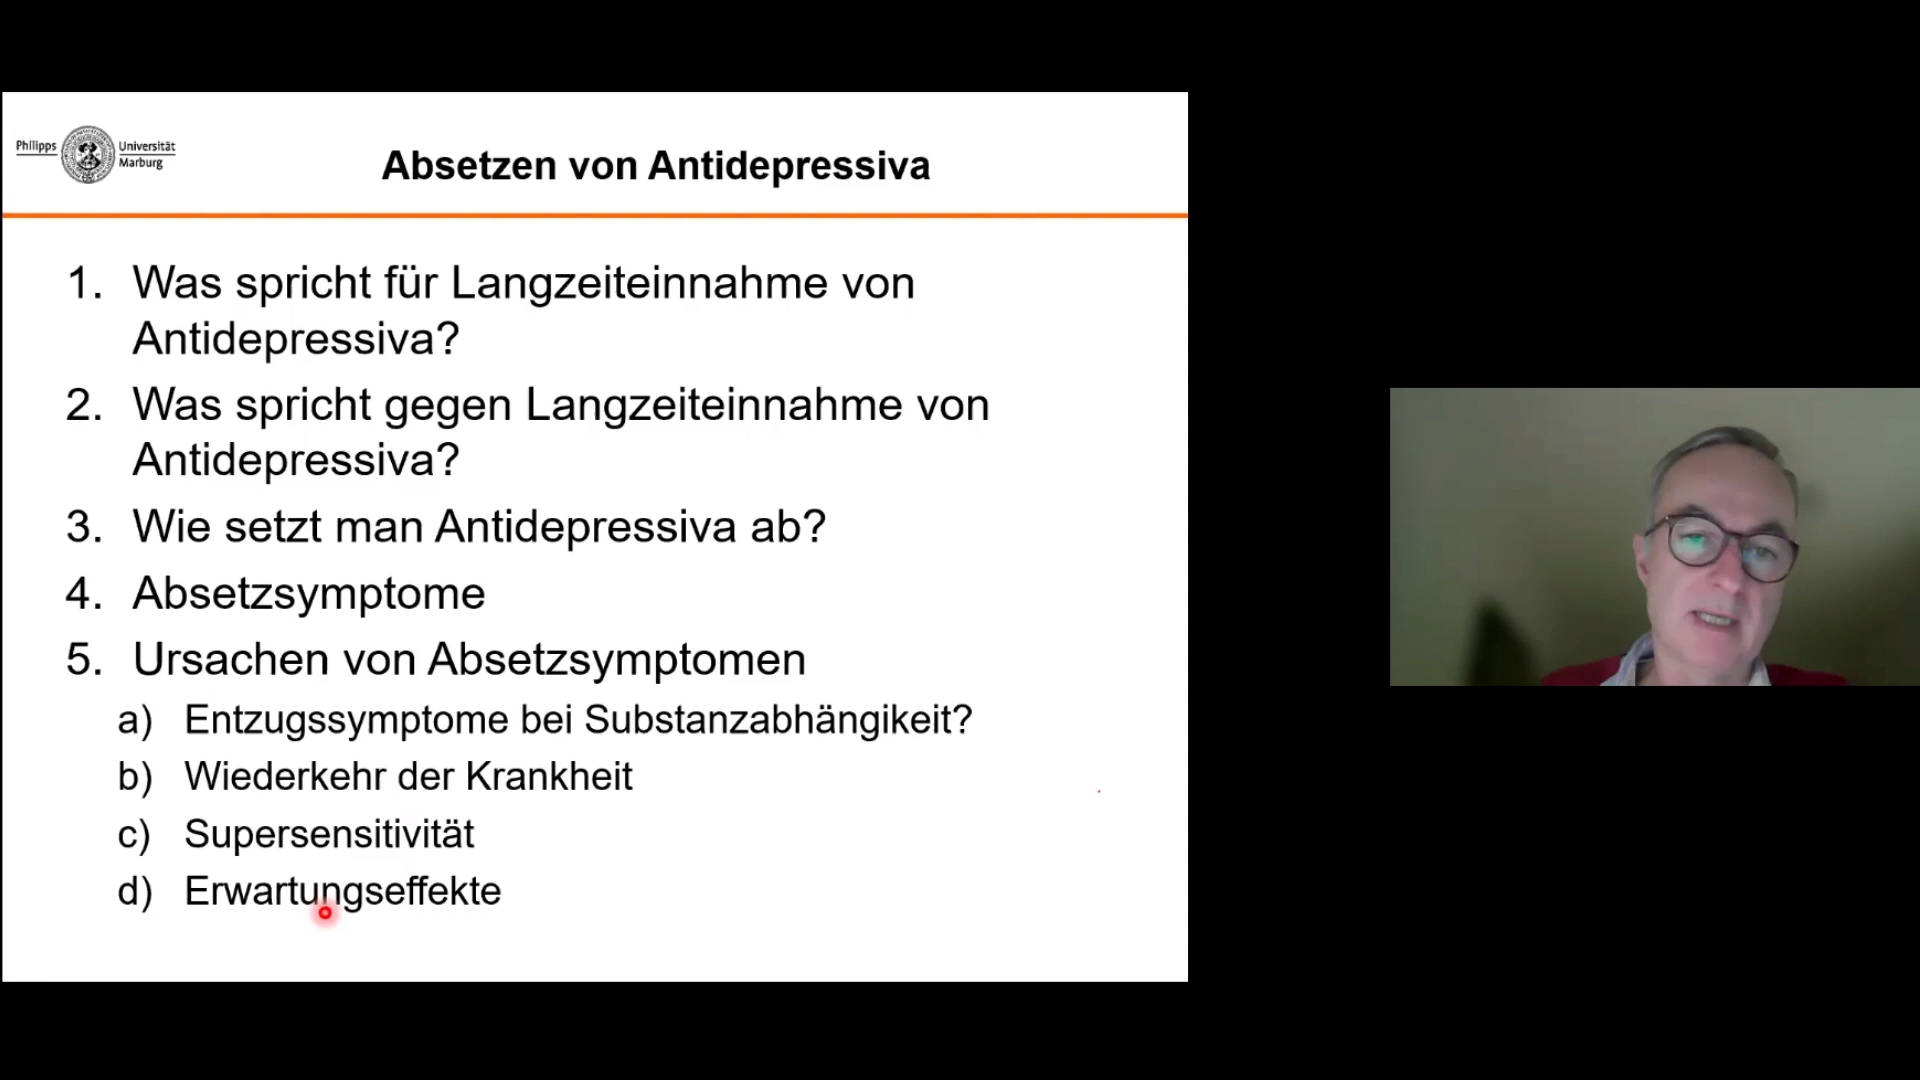 Philipps Universität
Marburg
Absetzen von Antidepressiva
1. Was spricht für Langzeiteinnahme von
Antidepressiva?
2. Was spricht gegen Langzeiteinnahme von
Antidepressiva?
3. Wie setzt man Antidepressiva ab?
4. Absetzsymptome
5. Ursachen von Absetzsymptomen
a) Entzugssymptome bei Substanzabhängikeit?
b) Wiederkehr der Krankheit
c) Supersensitivität
d) Erwartungseffekte